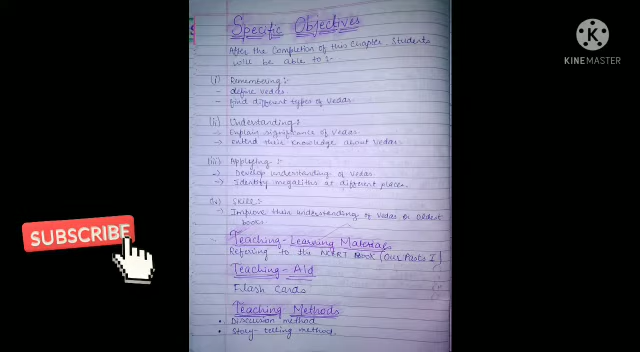 Specific Objectives
After the Completion of this Chapter, Students
will be able to :-
(i) Remembering :-
- define vedas.
- find different types of vedas.
(ii) Understanding :-
-> Explain significance of vedas.
-> extend their knowledge about vedas.
(iii) Applying :-
-> Develop understanding of vedas.
-> Identify megaliths at different places.
(iv) Skill :-
-> Improve their understanding of vedas or oldest
books.
Teaching-Learning Materials
Referring to the NCERT Book (Our Pasts I)
Teaching-Aid
Flash Cards
Teaching Methods
• Discussion method
• Story-telling method.
SUBSCRIBE
K
KINEMASTER